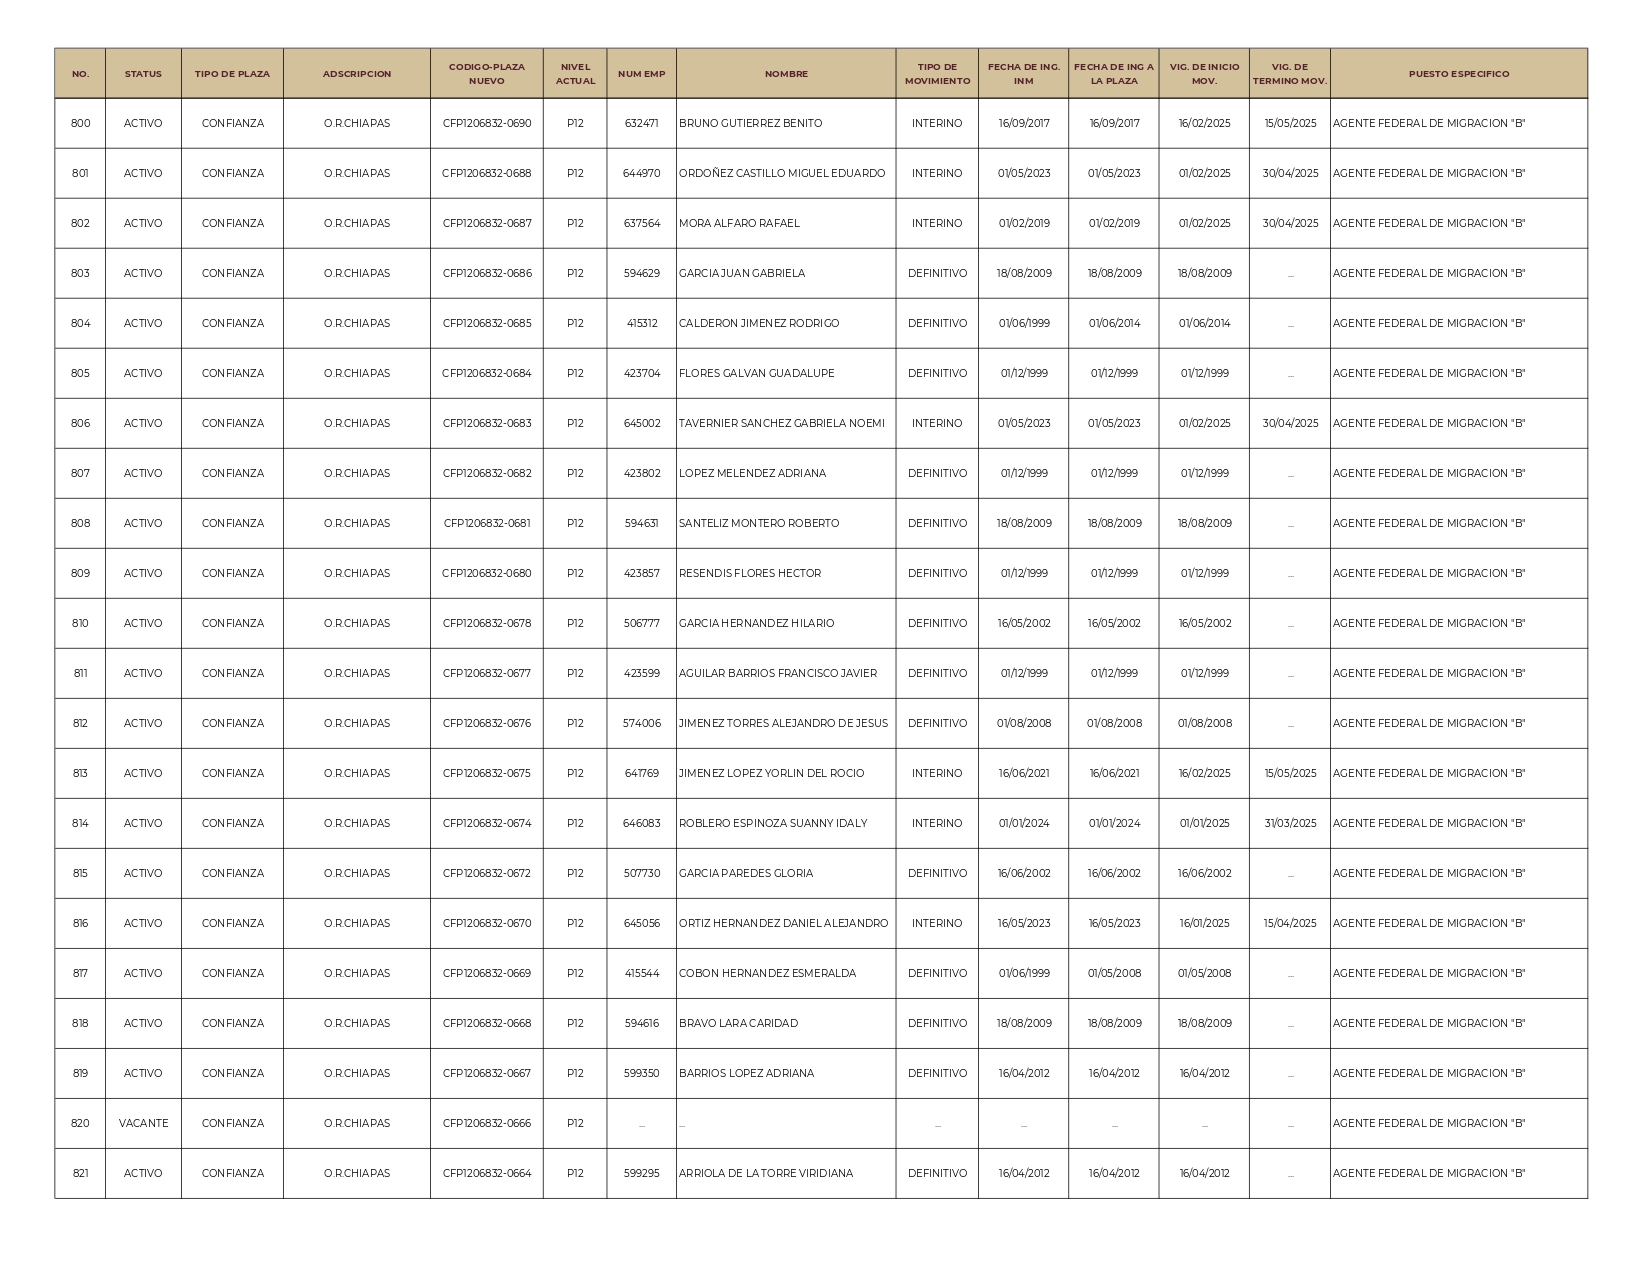 NO. STATUS TIPO DE PLAZA ADSCRIPCION CODIGO-PLAZA NUEVO NIVEL ACTUAL NUM EMP NOMBRE TIPO DE MOVIMIENTO FECHA DE ING. INM FECHA DE ING A LA PLAZA VIG. DE INICIO MOV. VIG. DE TERMINO MOV. PUESTO ESPECIFICO
800 ACTIVO CONFIANZA O.R.CHIAPAS CFP1206832-0690 P12 632471 BRUNO GUTIERREZ BENITO INTERINO 16/09/2017 16/09/2017 16/02/2025 15/05/2025 AGENTE FEDERAL DE MIGRACION "B"
801 ACTIVO CONFIANZA O.R.CHIAPAS CFP1206832-0688 P12 644970 ORDOÑEZ CASTILLO MIGUEL EDUARDO INTERINO 01/05/2023 01/05/2023 01/02/2025 30/04/2025 AGENTE FEDERAL DE MIGRACION "B"
802 ACTIVO CONFIANZA O.R.CHIAPAS CFP1206832-0687 P12 637564 MORA ALFARO RAFAEL INTERINO 01/02/2019 01/02/2019 01/02/2025 30/04/2025 AGENTE FEDERAL DE MIGRACION "B"
803 ACTIVO CONFIANZA O.R.CHIAPAS CFP1206832-0686 P12 594629 GARCIA JUAN GABRIELA DEFINITIVO 18/08/2009 18/08/2009 18/08/2009 ... AGENTE FEDERAL DE MIGRACION "B"
804 ACTIVO CONFIANZA O.R.CHIAPAS CFP1206832-0685 P12 415312 CALDERON JIMENEZ RODRIGO DEFINITIVO 01/06/1999 01/06/2014 01/06/2014 ... AGENTE FEDERAL DE MIGRACION "B"
805 ACTIVO CONFIANZA O.R.CHIAPAS CFP1206832-0684 P12 423704 FLORES GALVAN GUADALUPE DEFINITIVO 01/12/1999 01/12/1999 01/12/1999 ... AGENTE FEDERAL DE MIGRACION "B"
806 ACTIVO CONFIANZA O.R.CHIAPAS CFP1206832-0683 P12 645002 TAVERNIER SANCHEZ GABRIELA NOEMI INTERINO 01/05/2023 01/05/2023 01/02/2025 30/04/2025 AGENTE FEDERAL DE MIGRACION "B"
807 ACTIVO CONFIANZA O.R.CHIAPAS CFP1206832-0682 P12 423802 LOPEZ MELENDEZ ADRIANA DEFINITIVO 01/12/1999 01/12/1999 01/12/1999 ... AGENTE FEDERAL DE MIGRACION "B"
808 ACTIVO CONFIANZA O.R.CHIAPAS CFP1206832-0681 P12 594631 SANTELIZ MONTERO ROBERTO DEFINITIVO 18/08/2009 18/08/2009 18/08/2009 ... AGENTE FEDERAL DE MIGRACION "B"
809 ACTIVO CONFIANZA O.R.CHIAPAS CFP1206832-0680 P12 423857 RESENDIS FLORES HECTOR DEFINITIVO 01/12/1999 01/12/1999 01/12/1999 ... AGENTE FEDERAL DE MIGRACION "B"
810 ACTIVO CONFIANZA O.R.CHIAPAS CFP1206832-0678 P12 506777 GARCIA HERNANDEZ HILARIO DEFINITIVO 16/05/2002 16/05/2002 16/05/2002 ... AGENTE FEDERAL DE MIGRACION "B"
811 ACTIVO CONFIANZA O.R.CHIAPAS CFP1206832-0677 P12 423599 AGUILAR BARRIOS FRANCISCO JAVIER DEFINITIVO 01/12/1999 01/12/1999 01/12/1999 ... AGENTE FEDERAL DE MIGRACION "B"
812 ACTIVO CONFIANZA O.R.CHIAPAS CFP1206832-0676 P12 574006 JIMENEZ TORRES ALEJANDRO DE JESUS DEFINITIVO 01/08/2008 01/08/2008 01/08/2008 ... AGENTE FEDERAL DE MIGRACION "B"
813 ACTIVO CONFIANZA O.R.CHIAPAS CFP1206832-0675 P12 641769 JIMENEZ LOPEZ YORLIN DEL ROCIO INTERINO 16/06/2021 16/06/2021 16/02/2025 15/05/2025 AGENTE FEDERAL DE MIGRACION "B"
814 ACTIVO CONFIANZA O.R.CHIAPAS CFP1206832-0674 P12 646083 ROBLERO ESPINOZA SUANNY IDALY INTERINO 01/01/2024 01/01/2024 01/01/2025 31/03/2025 AGENTE FEDERAL DE MIGRACION "B"
815 ACTIVO CONFIANZA O.R.CHIAPAS CFP1206832-0672 P12 507730 GARCIA PAREDES GLORIA DEFINITIVO 16/06/2002 16/06/2002 16/06/2002 ... AGENTE FEDERAL DE MIGRACION "B"
816 ACTIVO CONFIANZA O.R.CHIAPAS CFP1206832-0670 P12 645056 ORTIZ HERNANDEZ DANIEL ALEJANDRO INTERINO 16/05/2023 16/05/2023 16/01/2025 15/04/2025 AGENTE FEDERAL DE MIGRACION "B"
817 ACTIVO CONFIANZA O.R.CHIAPAS CFP1206832-0669 P12 415544 COBON HERNANDEZ ESMERALDA DEFINITIVO 01/06/1999 01/05/2008 01/05/2008 ... AGENTE FEDERAL DE MIGRACION "B"
818 ACTIVO CONFIANZA O.R.CHIAPAS CFP1206832-0668 P12 594616 BRAVO LARA CARIDAD DEFINITIVO 18/08/2009 18/08/2009 18/08/2009 ... AGENTE FEDERAL DE MIGRACION "B"
819 ACTIVO CONFIANZA O.R.CHIAPAS CFP1206832-0667 P12 599350 BARRIOS LOPEZ ADRIANA DEFINITIVO 16/04/2012 16/04/2012 16/04/2012 ... AGENTE FEDERAL DE MIGRACION "B"
820 VACANTE CONFIANZA O.R.CHIAPAS CFP1206832-0666 P12 ... ... ... ... ... ... ... AGENTE FEDERAL DE MIGRACION "B"
821 ACTIVO CONFIANZA O.R.CHIAPAS CFP1206832-0664 P12 599295 ARRIOLA DE LA TORRE VIRIDIANA DEFINITIVO 16/04/2012 16/04/2012 16/04/2012 ... AGENTE FEDERAL DE MIGRACION "B"